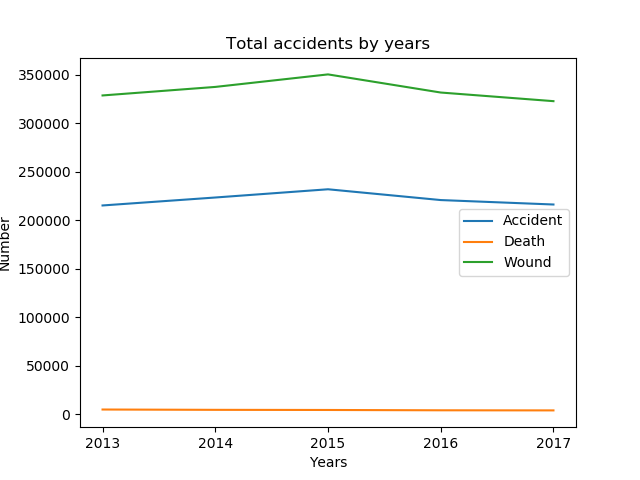 Total accidents by years
350000
300000
250000
200000
150000
100000
50000
0
Number
Accident
Death
Wound
2013 2014 2015 2016 2017
Years